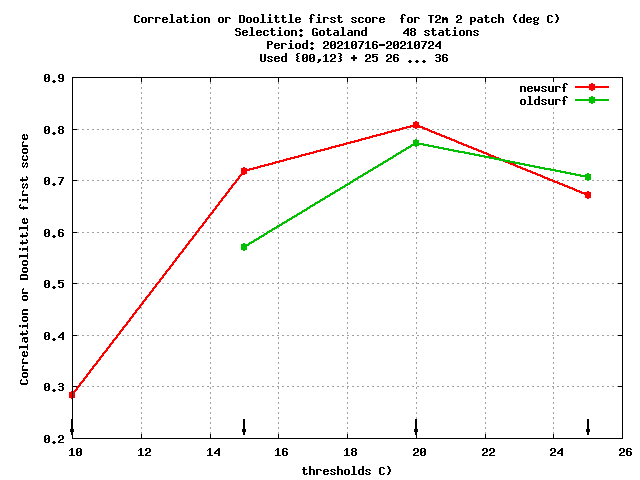 Correlation or Doolittle first score  for T2m 2 patch (deg C)
Selection: Gotaland     48 stations
Period: 20210716-20210724
Used {00,12} + 25 26 ... 36
newsurf
oldsurf
Correlation or Doolittle first score
0.9
0.8
0.7
0.6
0.5
0.4
0.3
0.2
10 12 14 16 18 20 22 24 26
thresholds C)